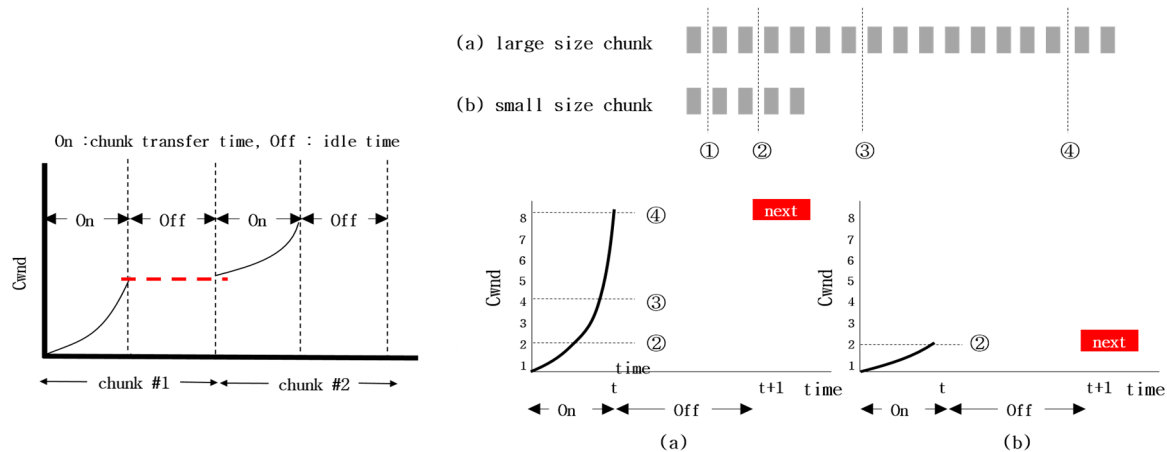 On :chunk transfer time, Off : idle time
On
Off
On
Off
Cwnd
chunk #1
chunk #2
(a) large size chunk
(b) small size chunk
① ② ③ ④
Cwnd
8
7
6
5
4
3
2
1
④
③
②
next
time
t
t+1
time
On
Off
(a)
Cwnd
8
7
6
5
4
3
2
1
②
next
t
t+1
time
On
Off
(b)